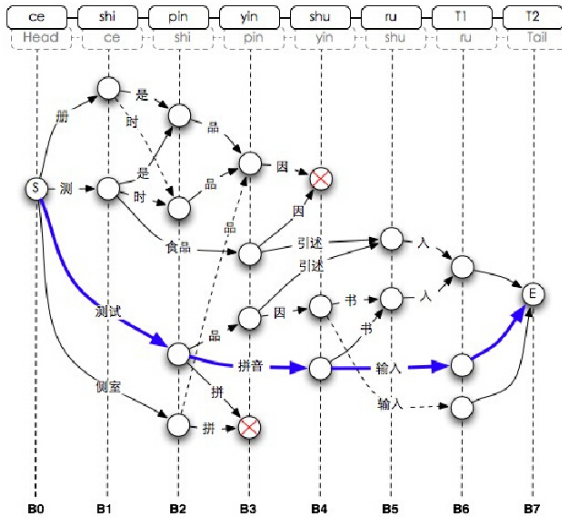 ce shi pin yin shu ru T1 T2
Head ce shi pin yin shu ru Tail
册 是
时
品
是
因
S 测 时 品
因
食品 品
引述 入
引述
E
测试 品 因 书 入
书
拼音 输入
侧室 拼
输入
拼
B0 B1 B2 B3 B4 B5 B6 B7